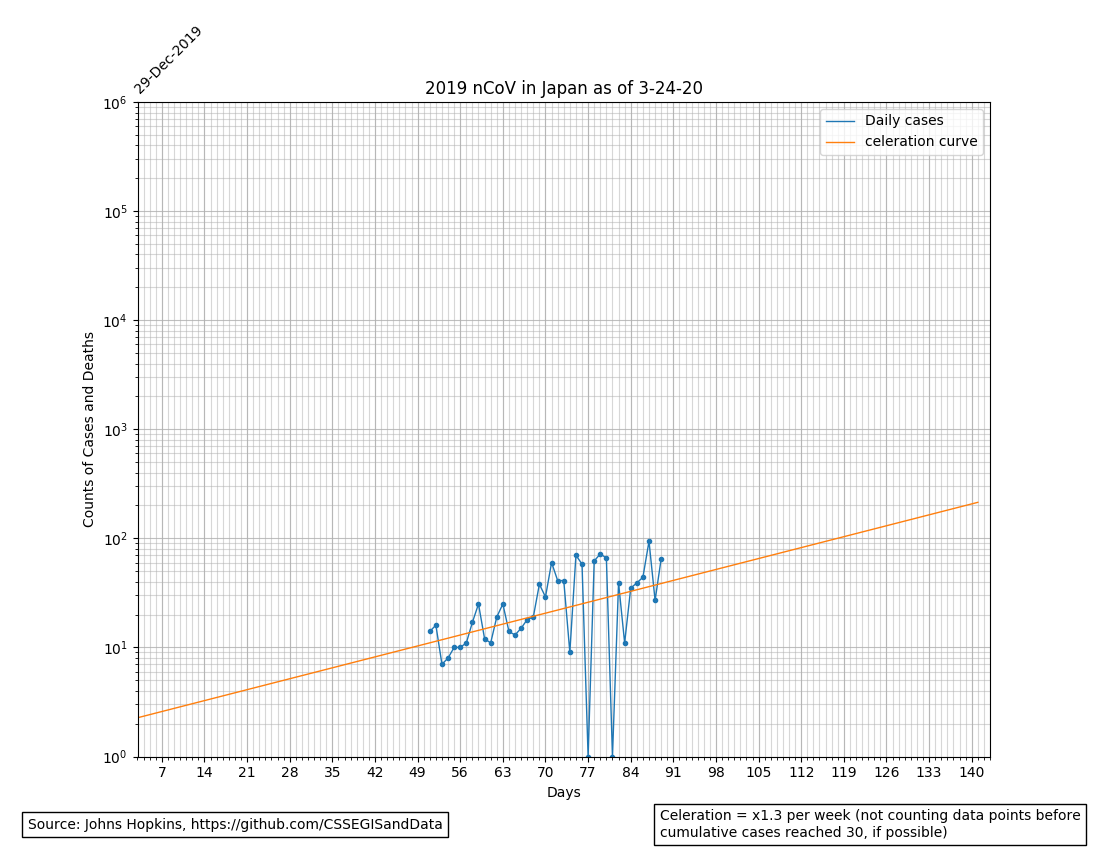 29-Dec-2019
2019 nCoV in Japan as of 3-24-20
Daily cases
celeration curve
Counts of Cases and Deaths
10^6
10^5
10^4
10^3
10^2
10^1
10^0
7 14 21 28 35 42 49 56 63 70 77 84 91 98 105 112 119 126 133 140
Days
Source: Johns Hopkins, https://github.com/CSSEGISandData
Celeration = x1.3 per week (not counting data points before
cumulative cases reached 30, if possible)